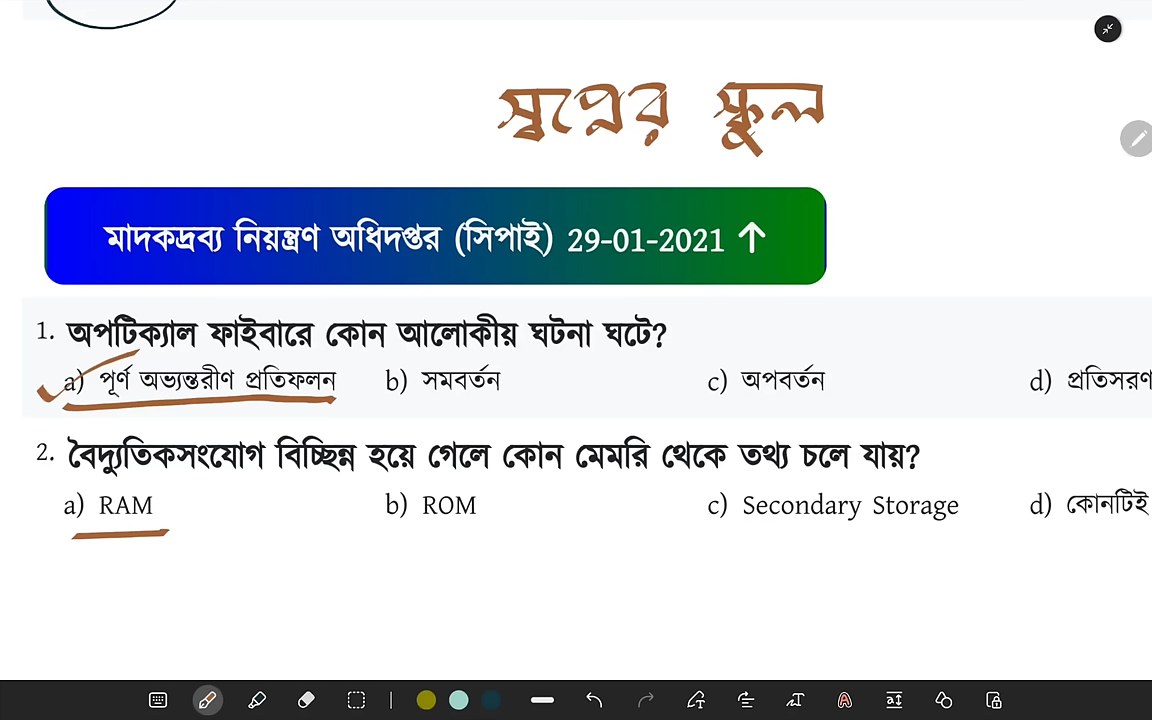 স্বপ্নের স্কুল
মাদকদ্রব্য নিয়ন্ত্রণ অধিদপ্তর (সিপাই) 29-01-2021 ↑
1. অপটিক্যাল ফাইবারে কোন আলোকীয় ঘটনা ঘটে?
a) পূর্ণ অভ্যন্তরীণ প্রতিফলন b) সমবর্তন c) অপবর্তন d) প্রতিসরণ
2. বৈদ্যুতিকসংযোগ বিচ্ছিন্ন হয়ে গেলে কোন মেমরি থেকে তথ্য চলে যায়?
a) RAM b) ROM c) Secondary Storage d) কোনটিই